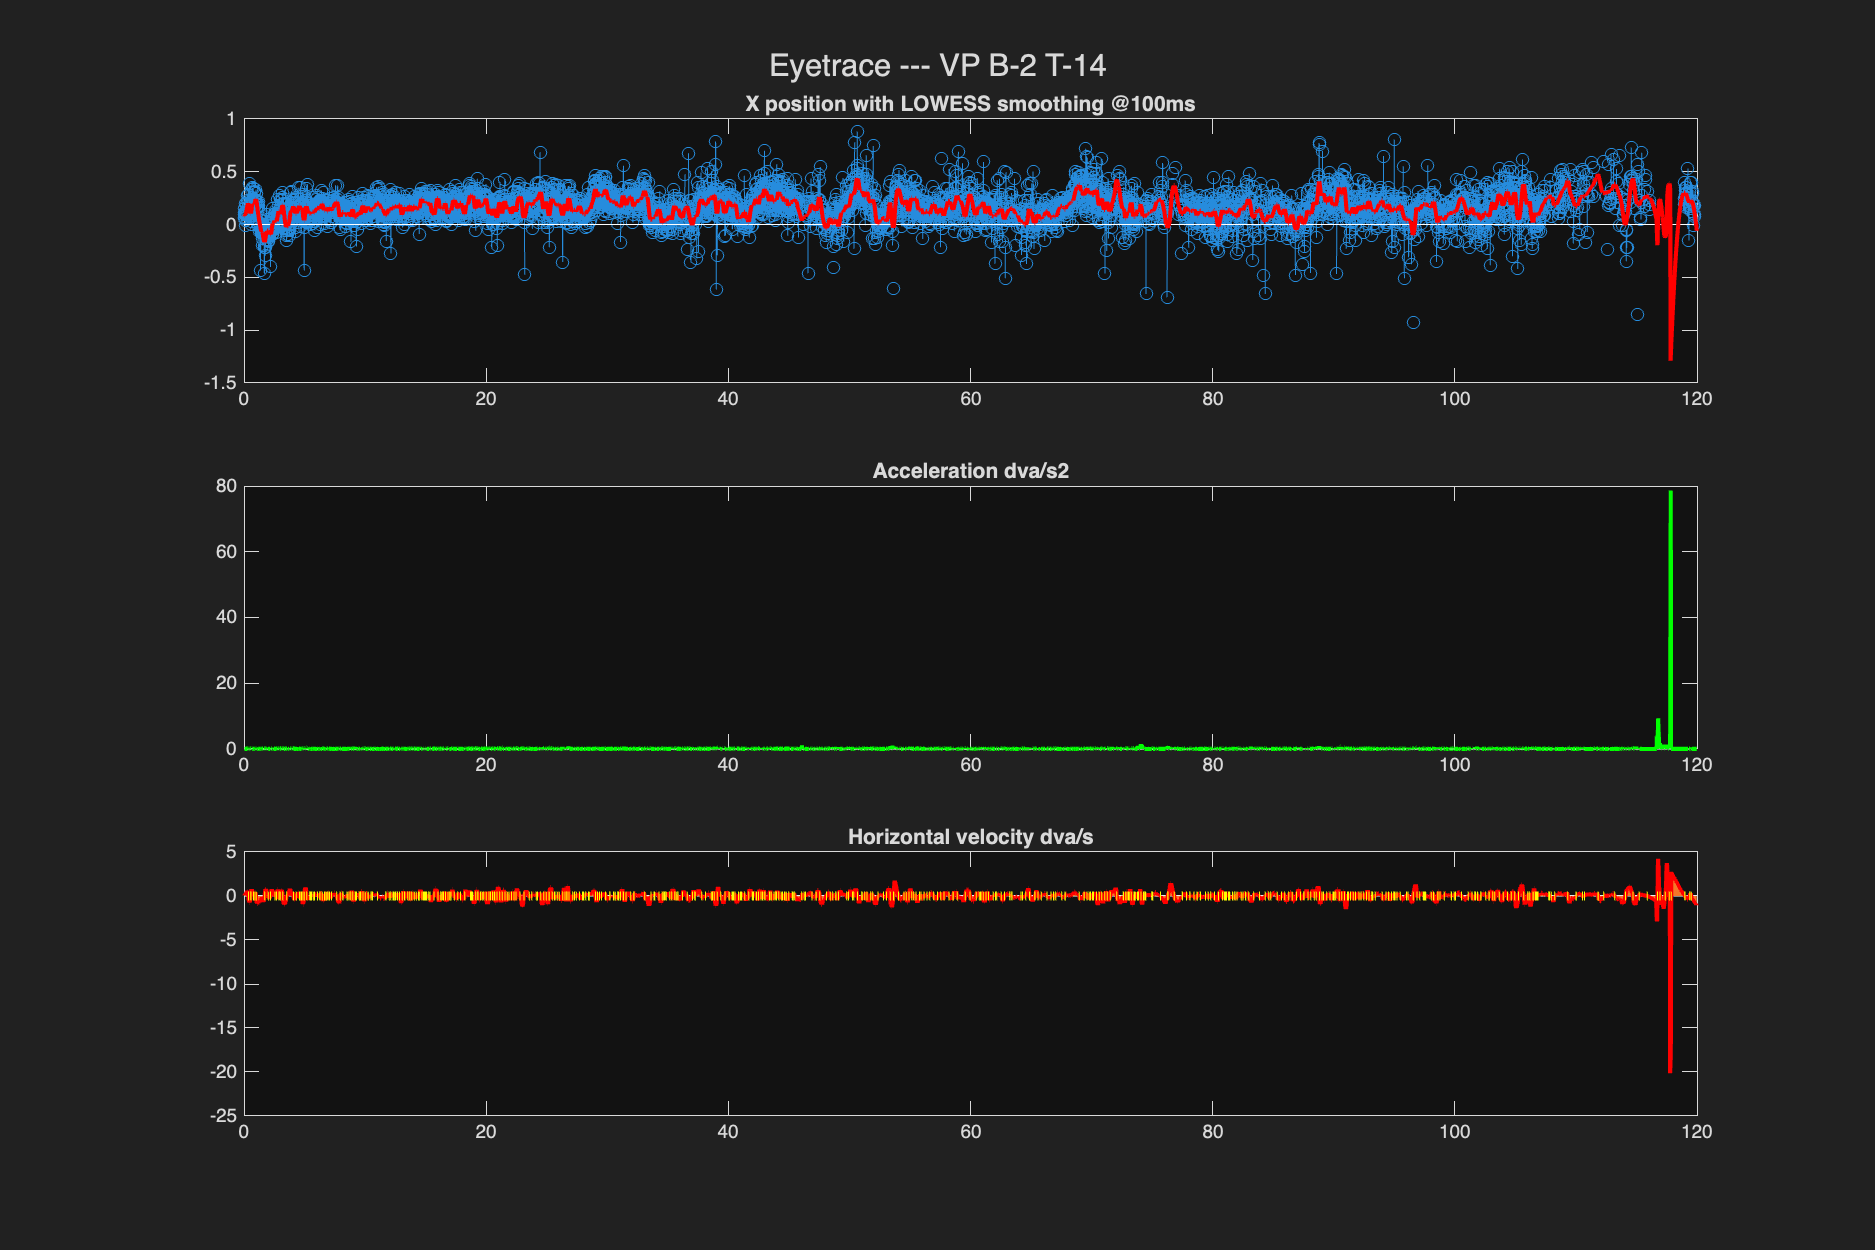 Eyetrace --- VP B-2 T-14
X position with LOWESS smoothing @100ms
1
0.5
0
-0.5
-1
-1.5
0 20 40 60 80 100 120
Acceleration dva/s2
80
60
40
20
0
0 20 40 60 80 100 120
Horizontal velocity dva/s
5
0
-5
-10
-15
-20
-25
0 20 40 60 80 100 120